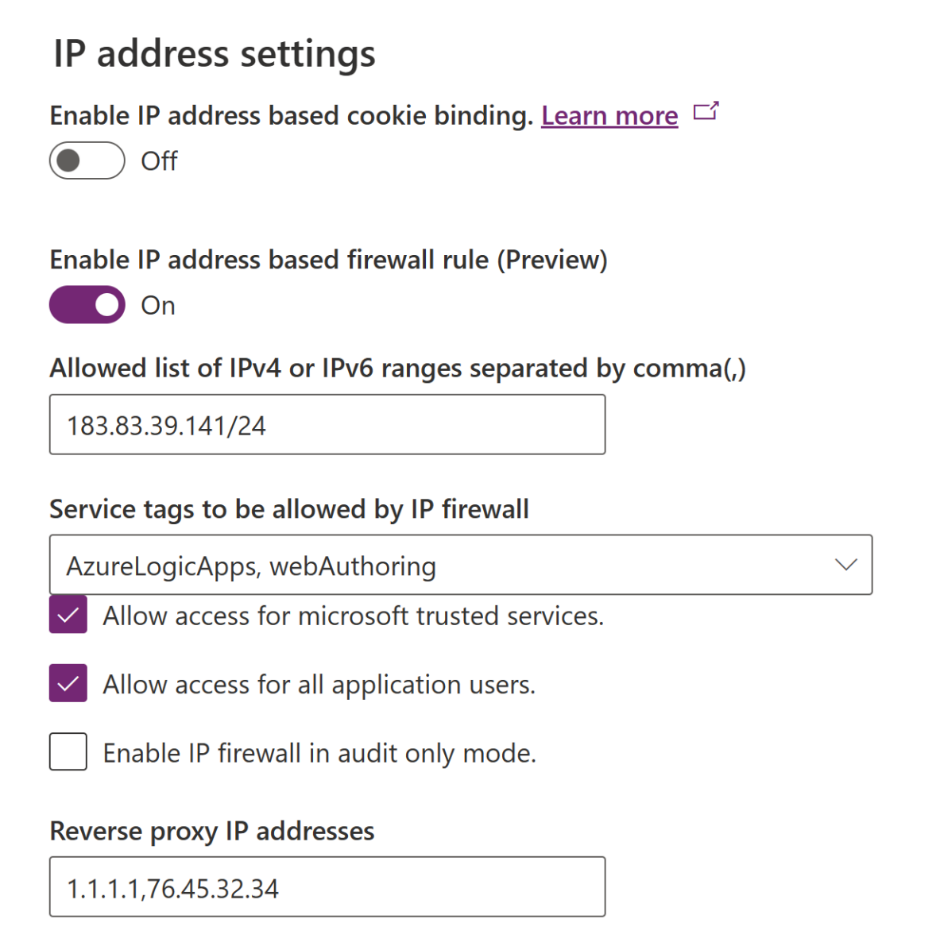 IP address settings
Enable IP address based cookie binding. Learn more
Off
Enable IP address based firewall rule (Preview)
On
Allowed list of IPv4 or IPv6 ranges separated by comma(,)
183.83.39.141/24
Service tags to be allowed by IP firewall
AzureLogicApps, webAuthoring
Allow access for microsoft trusted services.
Allow access for all application users.
Enable IP firewall in audit only mode.
Reverse proxy IP addresses
1.1.1.1,76.45.32.34